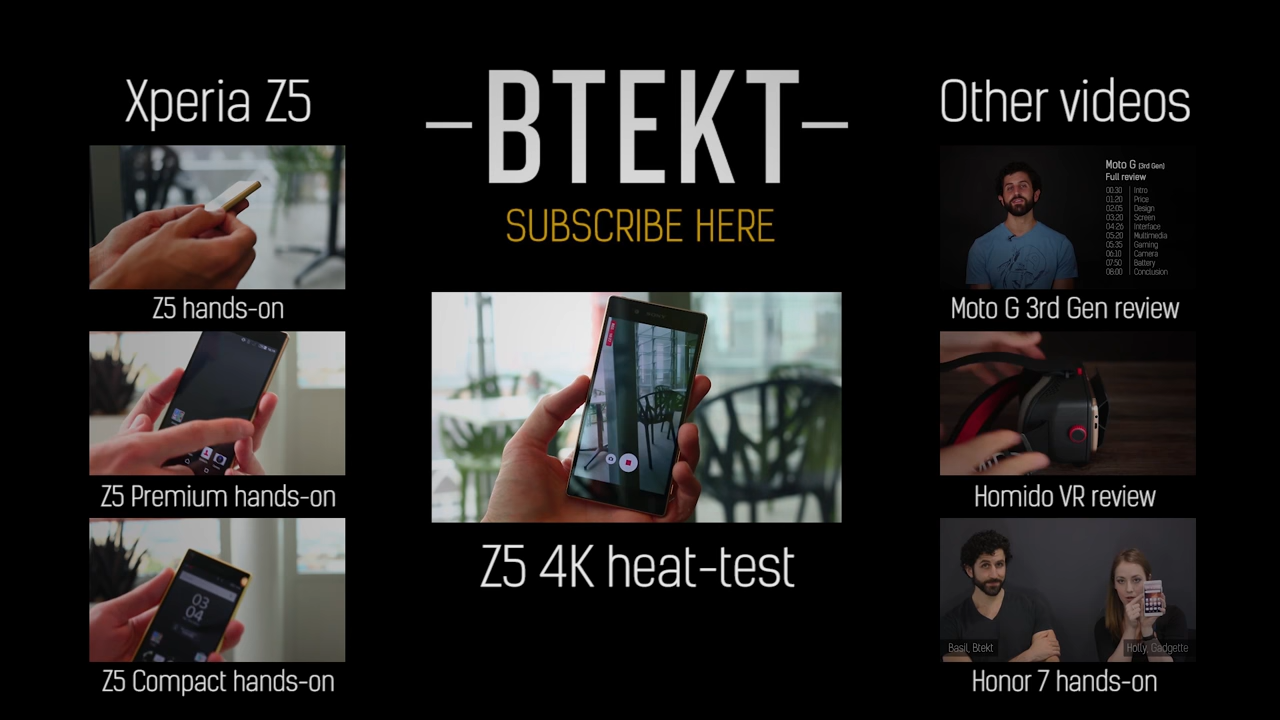 Xperia Z5
Z5 hands-on
Z5 Premium hands-on
03
04
Z5 Compact hands-on
-BTEKT-
SUBSCRIBE HERE
SONY
Z5 4K heat-test
Other videos
Moto G (3rd Gen)
Full review
00:30 Intro
01:20 Price
02:05 Design
03:20 Screen
04:26 Interface
05:20 Multimedia
05:35 Gaming
06:10 Camera
07:50 Battery
08:00 Conclusion
Moto G 3rd Gen review
Homido VR review
Basil, Btekt
Holly, Gadgette
Honor 7 hands-on